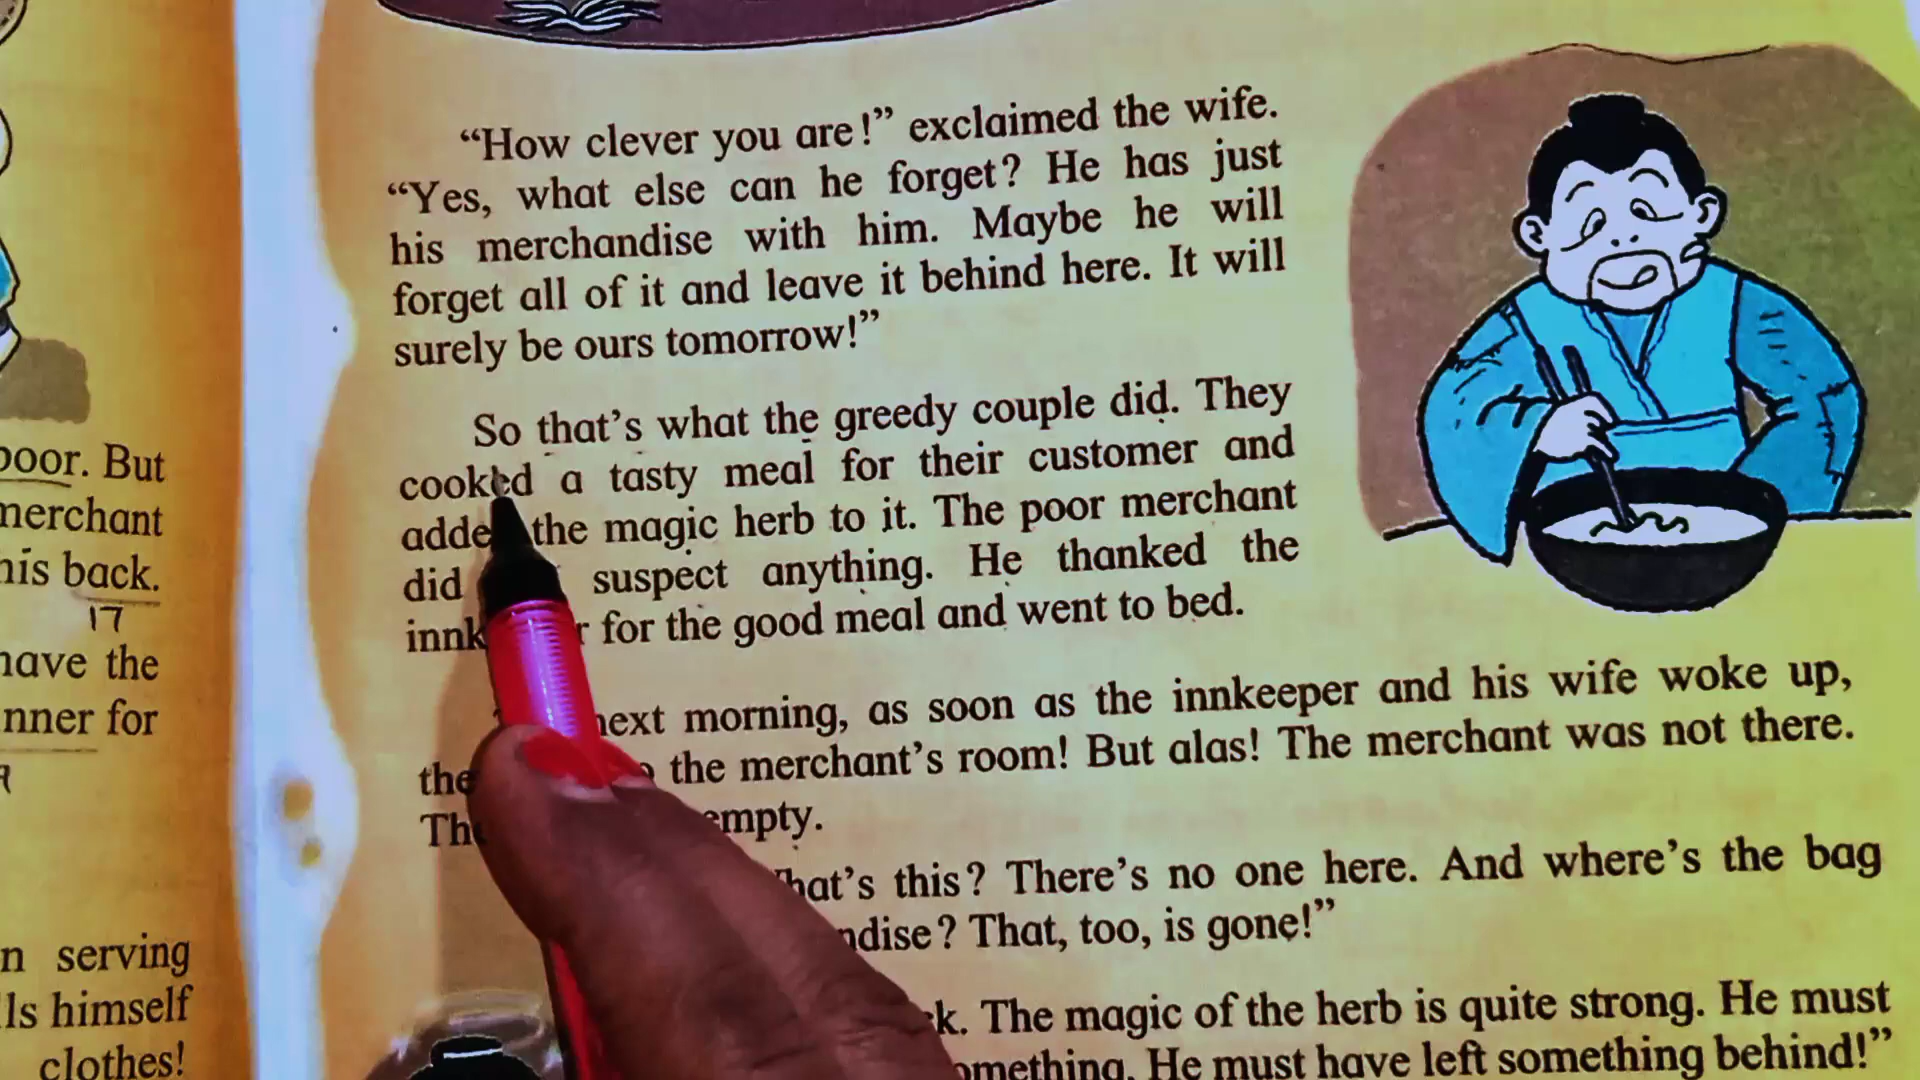 poor. But
merchant
his back.
17
have the
nner for
n serving
ls himself
clothes!
“How clever you are!” exclaimed the wife.
“Yes, what else can he forget? He has just
his merchandise with him. Maybe he will
forget all of it and leave it behind here. It will
surely be ours tomorrow!”
So that’s what the greedy couple did. They
cooked a tasty meal for their customer and
adde the magic herb to it. The poor merchant
did suspect anything. He thanked the
innk r for the good meal and went to bed.
next morning, as soon as the innkeeper and his wife woke up,
the the merchant’s room! But alas! The merchant was not there.
The empty.
hat’s this? There’s no one here. And where’s the bag
ndise? That, too, is gone!”
k. The magic of the herb is quite strong. He must
omething. He must have left something behind!”